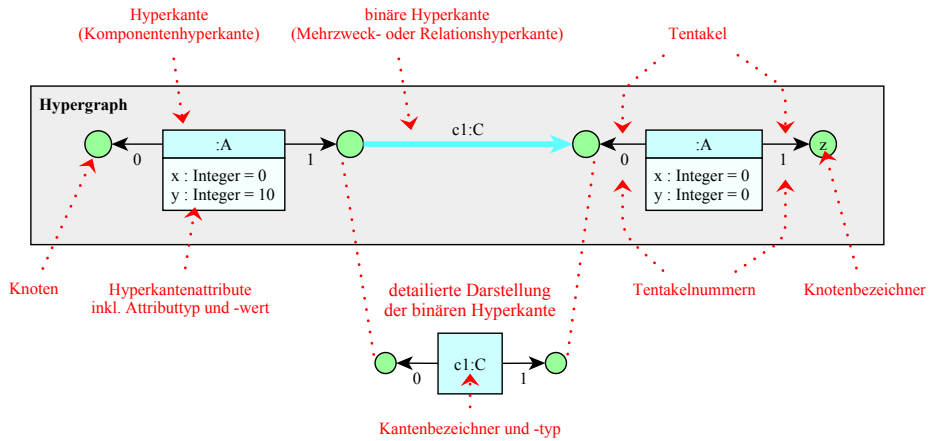 Hyperkante
(Komponentenhyperkante)
binäre Hyperkante
(Mehrzweck- oder Relationshyperkante)
Tentakel
Hypergraph
c1:C
:A
:A
0
1
0
1
z
x : Integer = 0
y : Integer = 10
x : Integer = 0
y : Integer = 0
Knoten
Hyperkantenattribute
inkl. Attributtyp und -wert
detailierte Darstellung
der binären Hyperkante
Tentakelnummern
Knotenbezeichner
c1:C
0
1
Kantenbezeichner und -typ